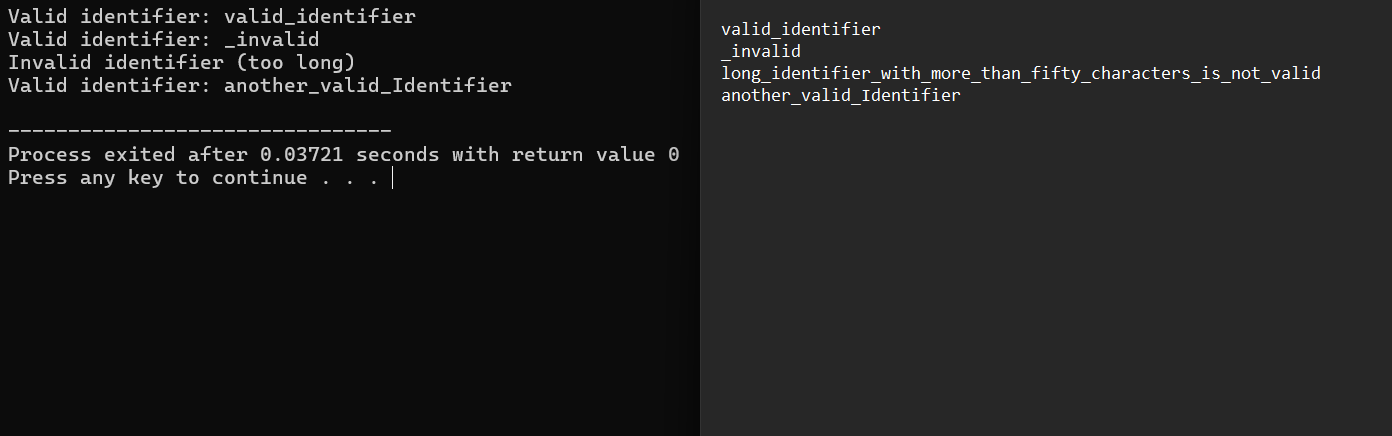 Valid identifier: valid_identifier
Valid identifier: _invalid
Invalid identifier (too long)
Valid identifier: another_valid_Identifier
--------------------------------
Process exited after 0.03721 seconds with return value 0
Press any key to continue . . .
valid_identifier
_invalid
long_identifier_with_more_than_fifty_characters_is_not_valid
another_valid_Identifier